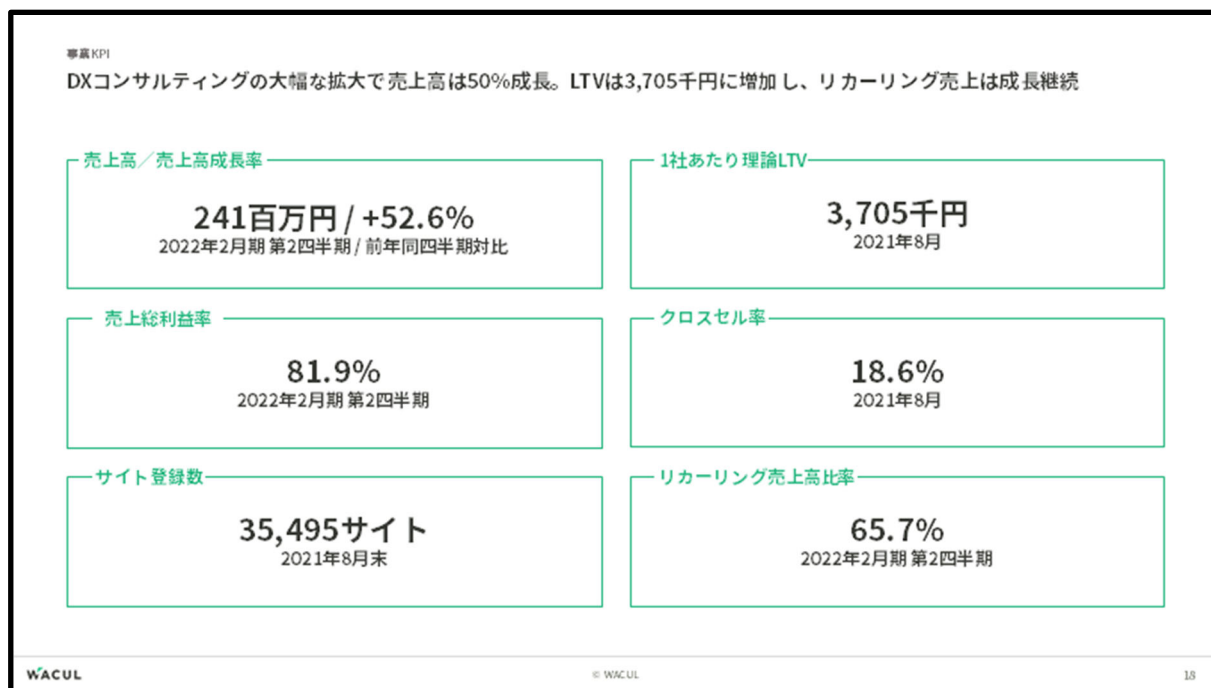 事業KPI
DXコンサルティングの大幅な拡大で売上高は50%成長。LTVは3,705千円に増加し、リカーリング売上は成長継続
売上高／売上高成長率
241百万円 / +52.6%
2022年2月期 第2四半期 / 前年同四半期対比
1社あたり理論LTV
3,705千円
2021年8月
売上総利益率
81.9%
2022年2月期 第2四半期
クロスセル率
18.6%
2021年8月
サイト登録数
35,495サイト
2021年8月末
リカーリング売上高比率
65.7%
2022年2月期 第2四半期
WACUL
© WACUL
18